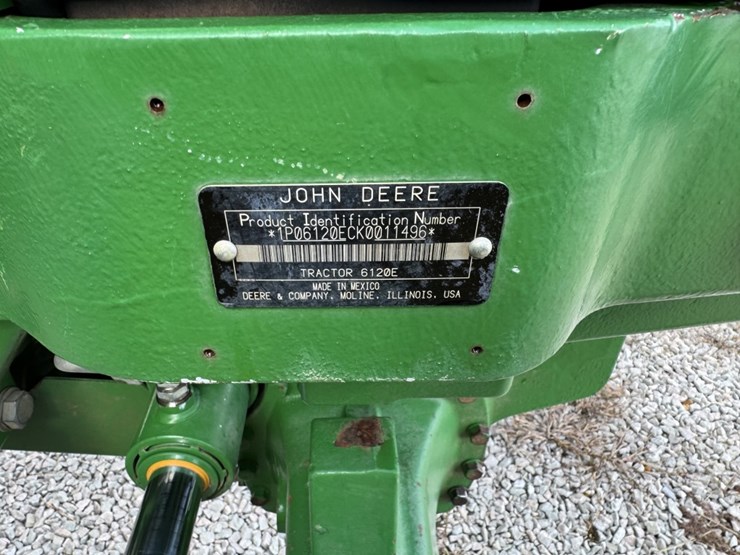 JOHN DEERE
Product Identification Number
*1P06120ECK0011496*
TRACTOR 6120E
MADE IN MEXICO
DEERE & COMPANY, MOLINE, ILLINOIS, USA